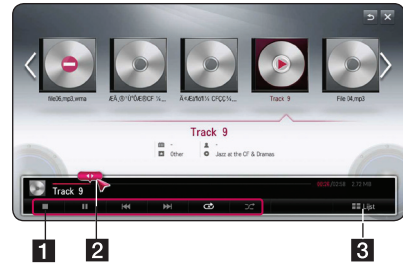 file06.mp3.wma
Track 9
File 04.mp3
Track 9
-
-
Other
Jazz at the OT & Dramas
Track 9
2.72 MB
List
1
2
3